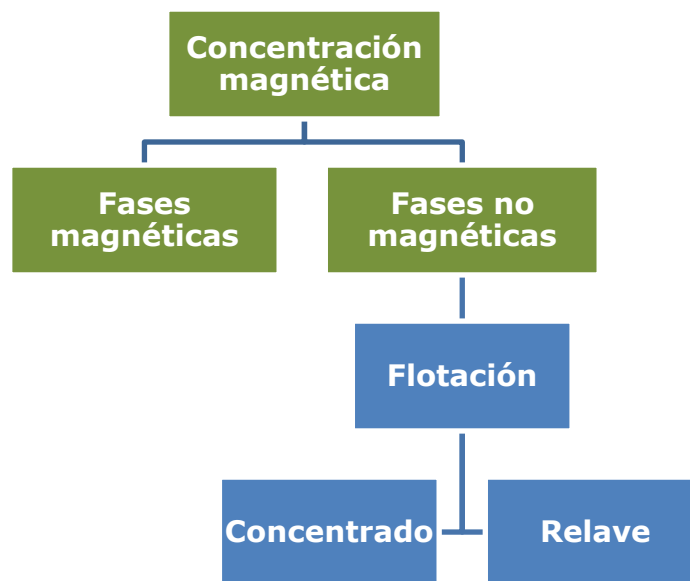 Concentración
magnética
Fases
magnéticas
Fases no
magnéticas
Flotación
Concentrado
Relave